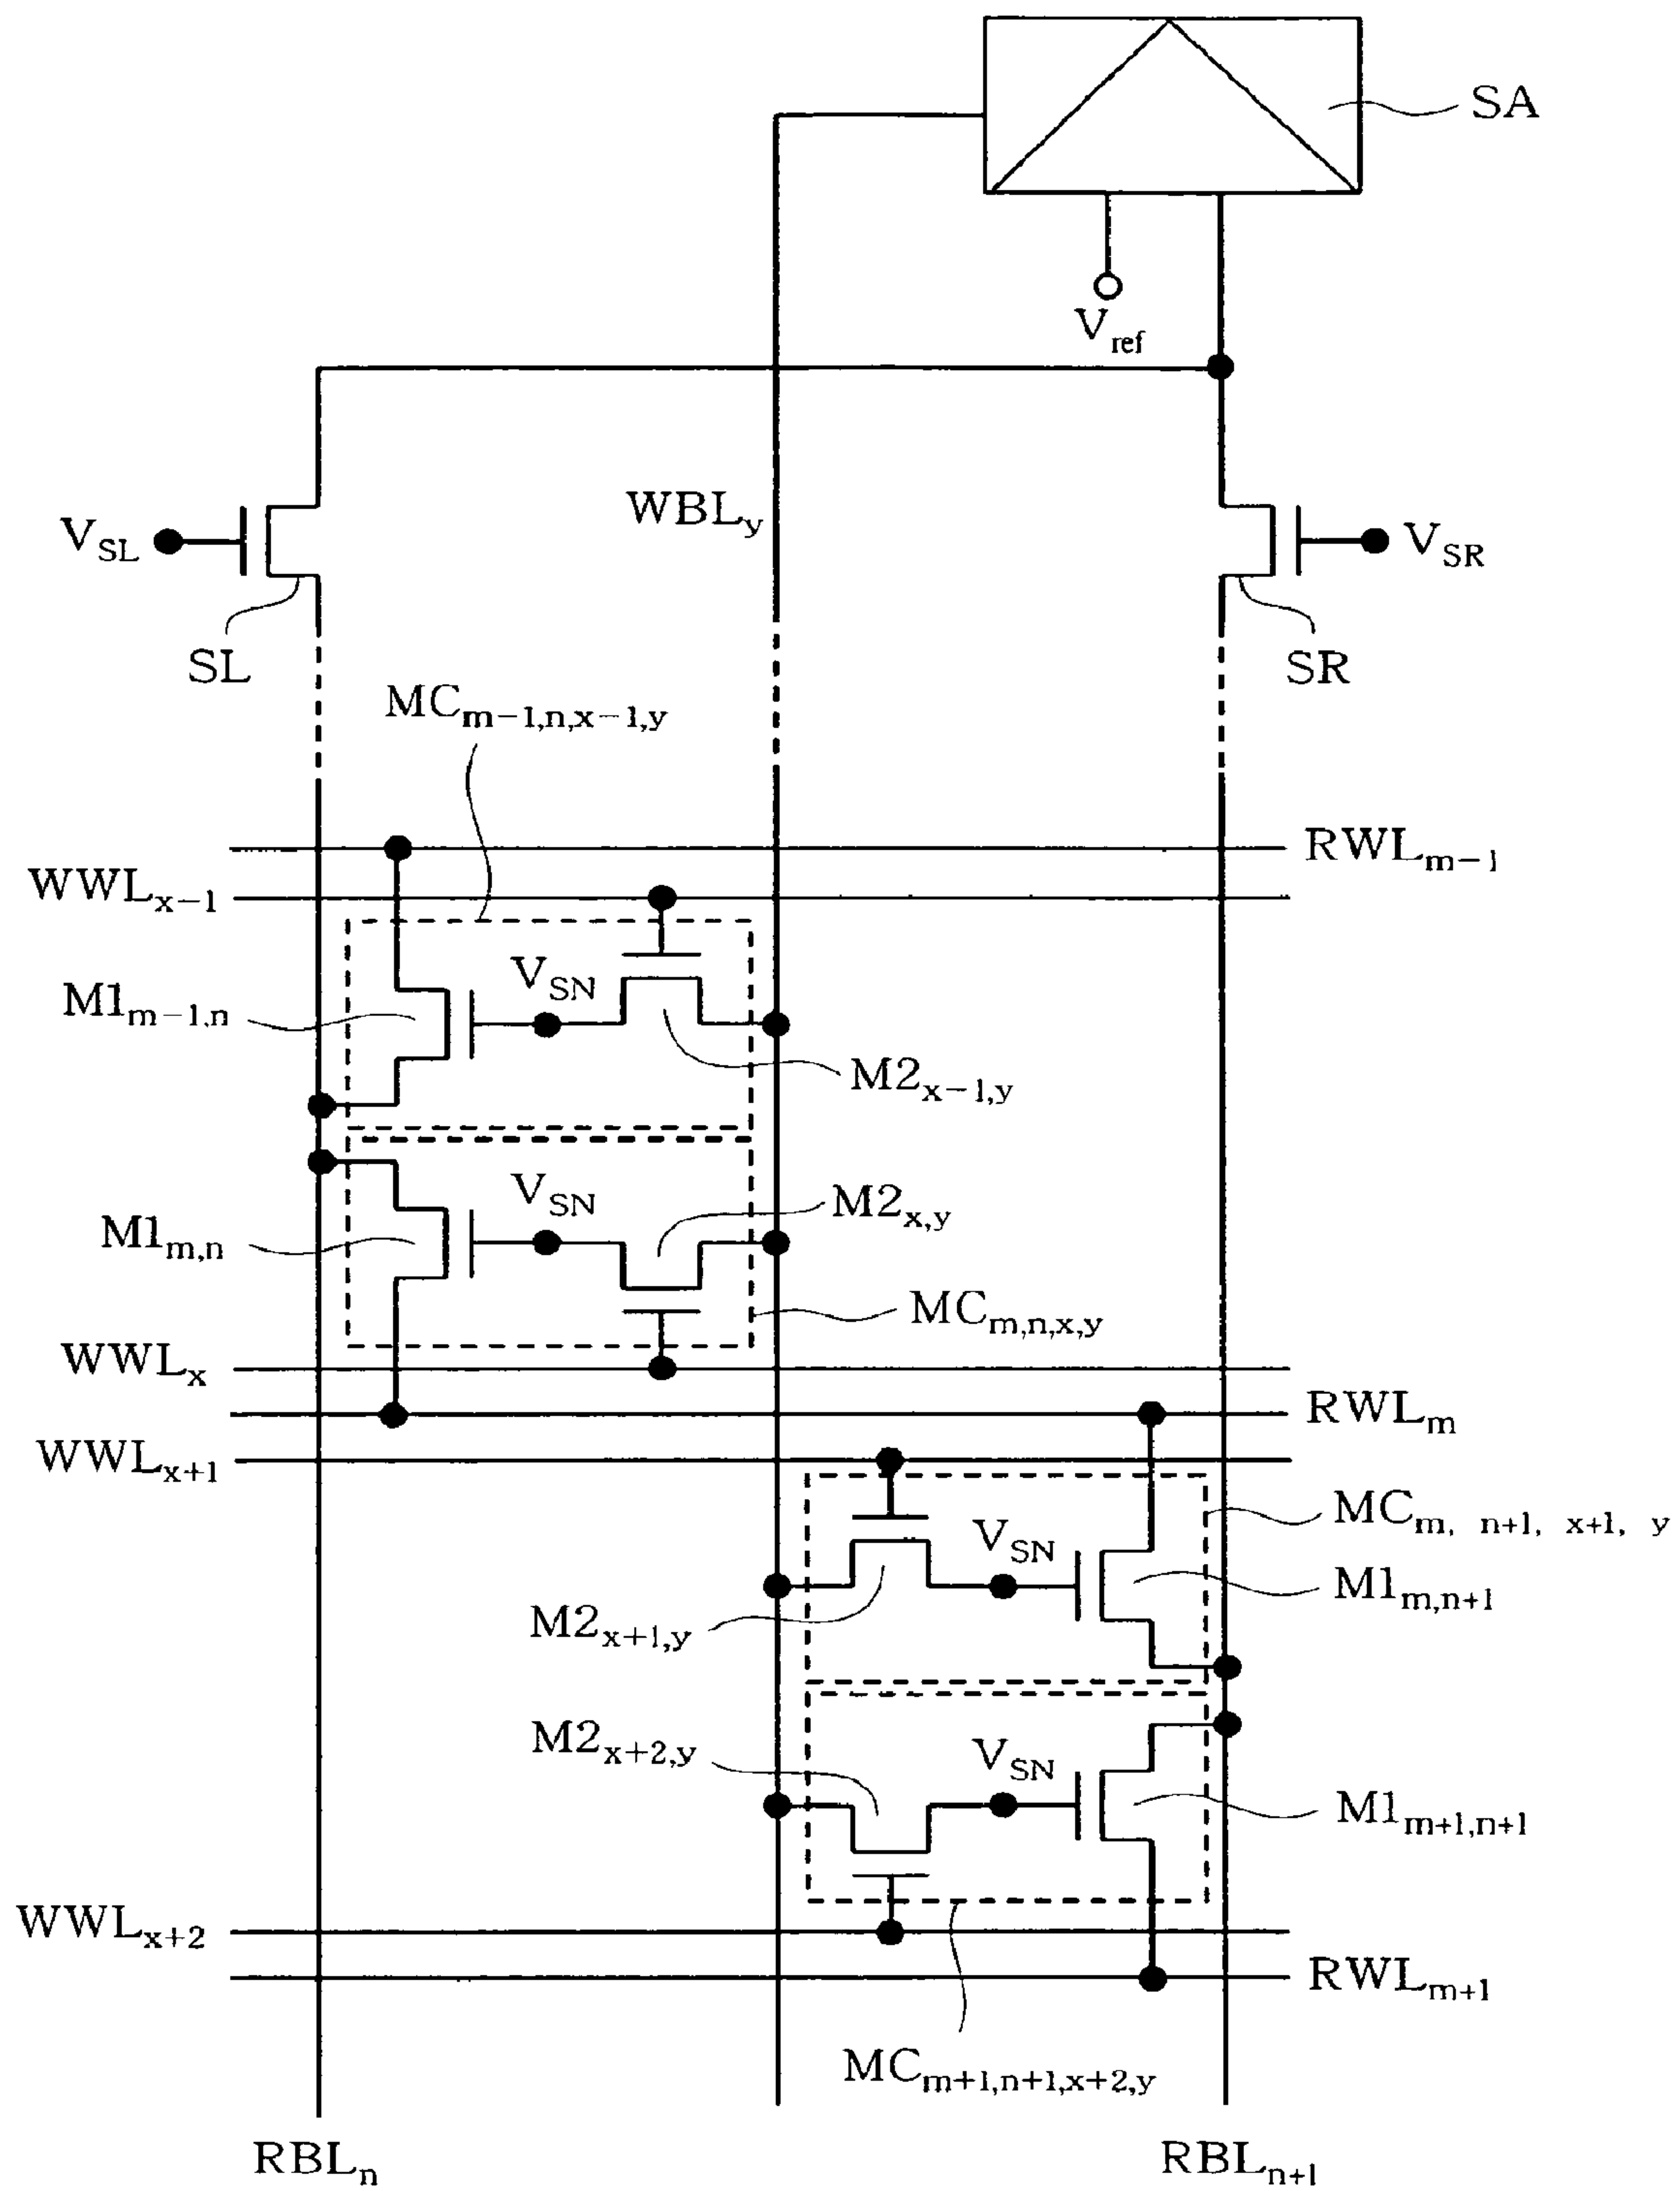 SA
V_ref
WBL_y
V_SL
V_SR
SL
SR
MC_m−1,n,x−1,y
RWL_m−1
WWL_x−1
V_SN
M1_m−1,n
M2_x−1,y
V_SN
M2_x,y
M1_m,n
MC_m,n,x,y
WWL_x
RWL_m
WWL_x+1
MC_m, n+1, x+1, y
V_SN
M1_m,n+1
M2_x+1,y
M2_x+2,y
V_SN
M1_m+1,n+1
WWL_x+2
RWL_m+1
MC_m+1,n+1,x+2,y
RBL_n
RBL_n+1